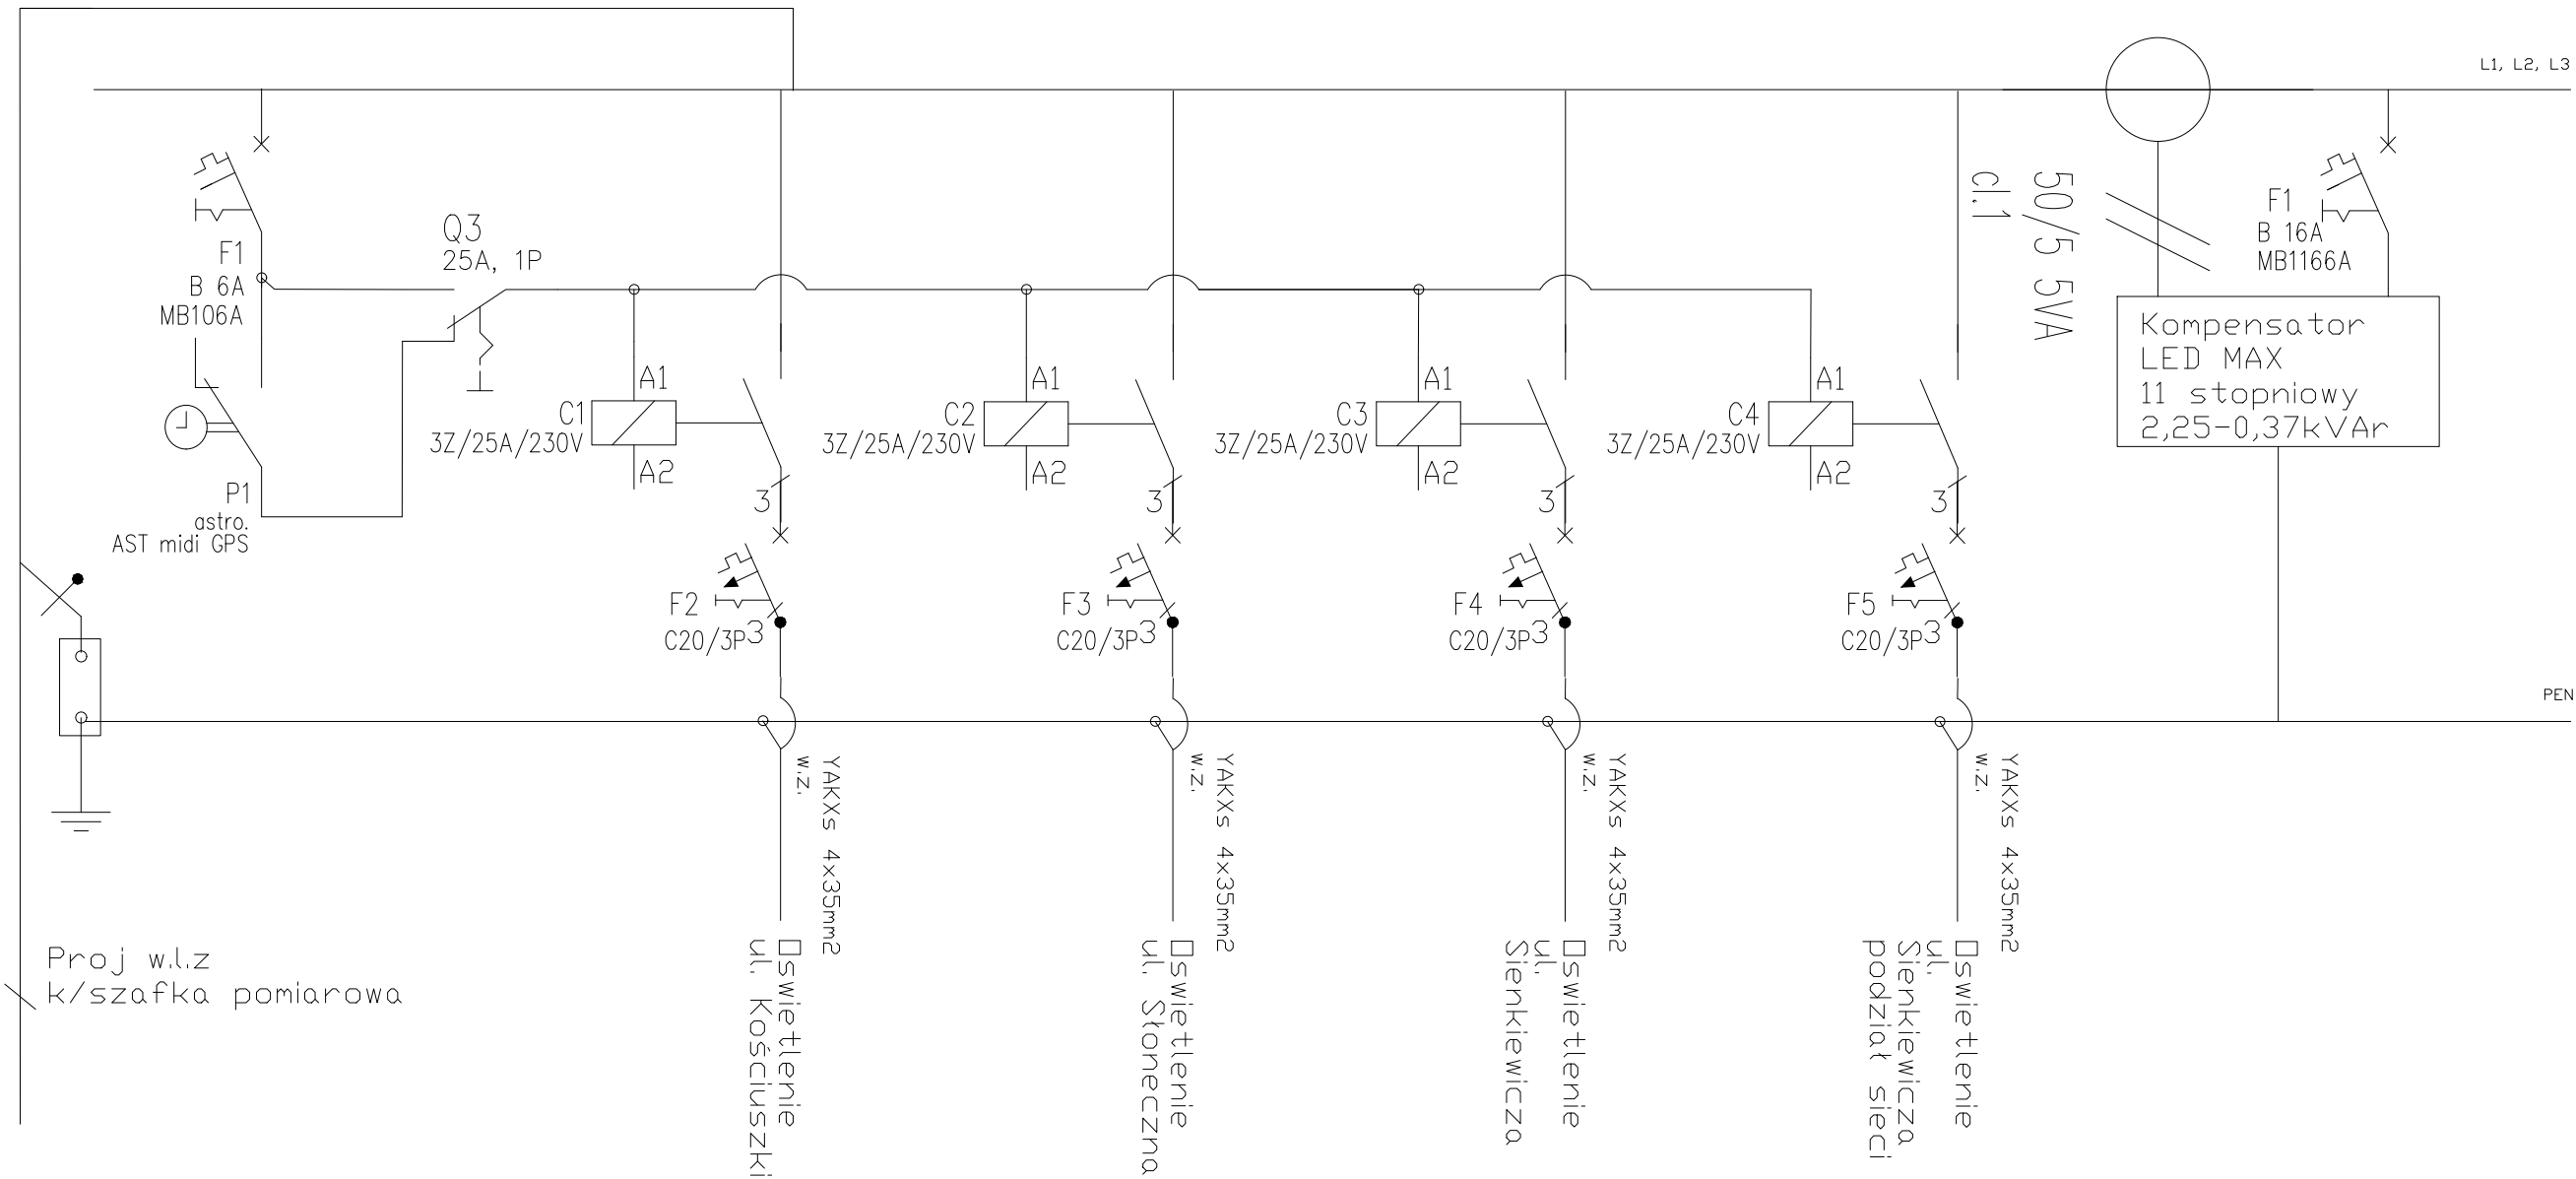 L1, L2, L3
F1
B 6A
MB106A
Q3
25A, 1P
P1
astro.
AST midi GPS
A1
C1
3Z/25A/230V
A2
3
F2
C20/3P
3
A1
C2
3Z/25A/230V
A2
3
F3
C20/3P
3
A1
C3
3Z/25A/230V
A2
3
F4
C20/3P
3
A1
C4
3Z/25A/230V
A2
3
F5
C20/3P
3
50/5 5VA
cl.1
F1
B 16A
MB1166A
Kompensator
LED MAX
11 stopniowy
2,25-0,37kVAr
PEN
YAKXs 4x35mm2
w.z.
Oswietlenie
ul. Kościuszki
YAKXs 4x35mm2
w.z.
Oswietlenie
ul. Słoneczna
YAKXs 4x35mm2
w.z.
Oswietlenie
ul.
Sienkiewicza
YAKXs 4x35mm2
w.z.
Oswietlenie
ul.
Sienkiewicza
podział sieci
Proj w.l.z
k/szafka pomiarowa